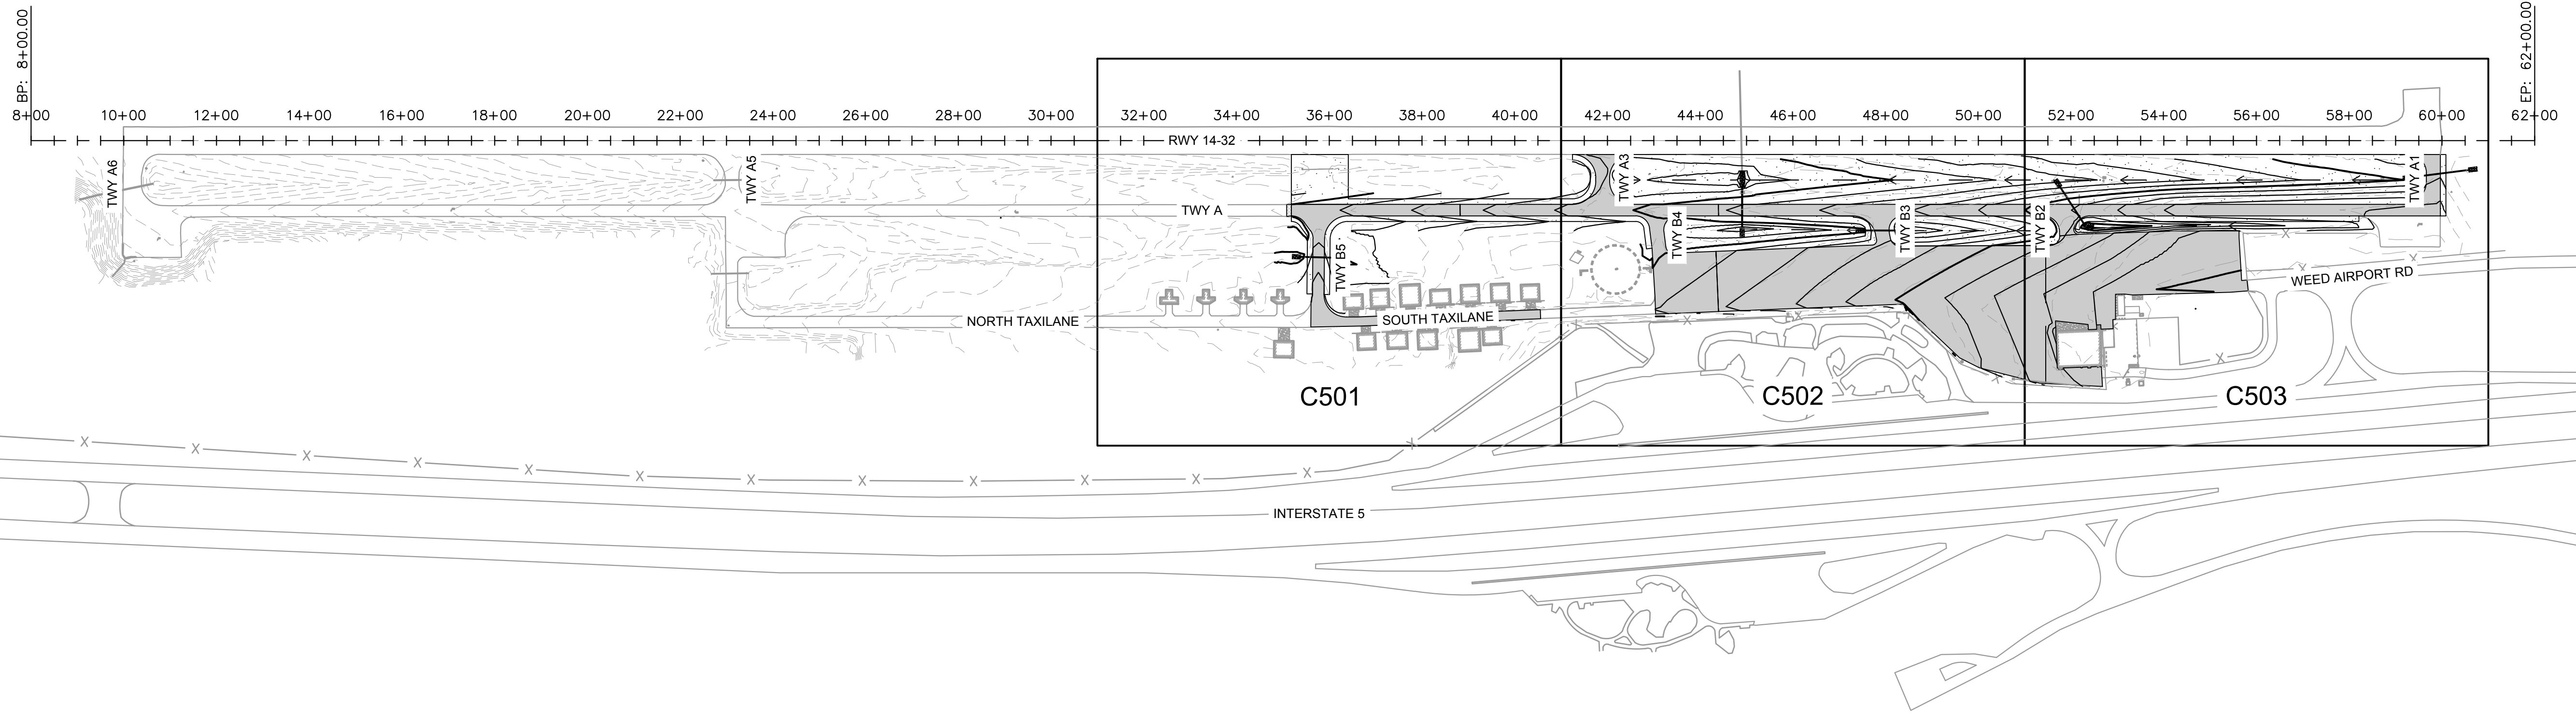 BP: 8+00.00
EP: 62+00.00
8+00 10+00 12+00 14+00 16+00 18+00 20+00 22+00 24+00 26+00 28+00 30+00 32+00 34+00 36+00 38+00 40+00 42+00 44+00 46+00 48+00 50+00 52+00 54+00 56+00 58+00 60+00 62+00
RWY 14-32
TWY A6
TWY A5
TWY A3
TWY A1
TWY A
TWY B5
TWY B4
TWY B3
TWY B2
WEED AIRPORT RD
NORTH TAXILANE
SOUTH TAXILANE
C501
C502
C503
INTERSTATE 5